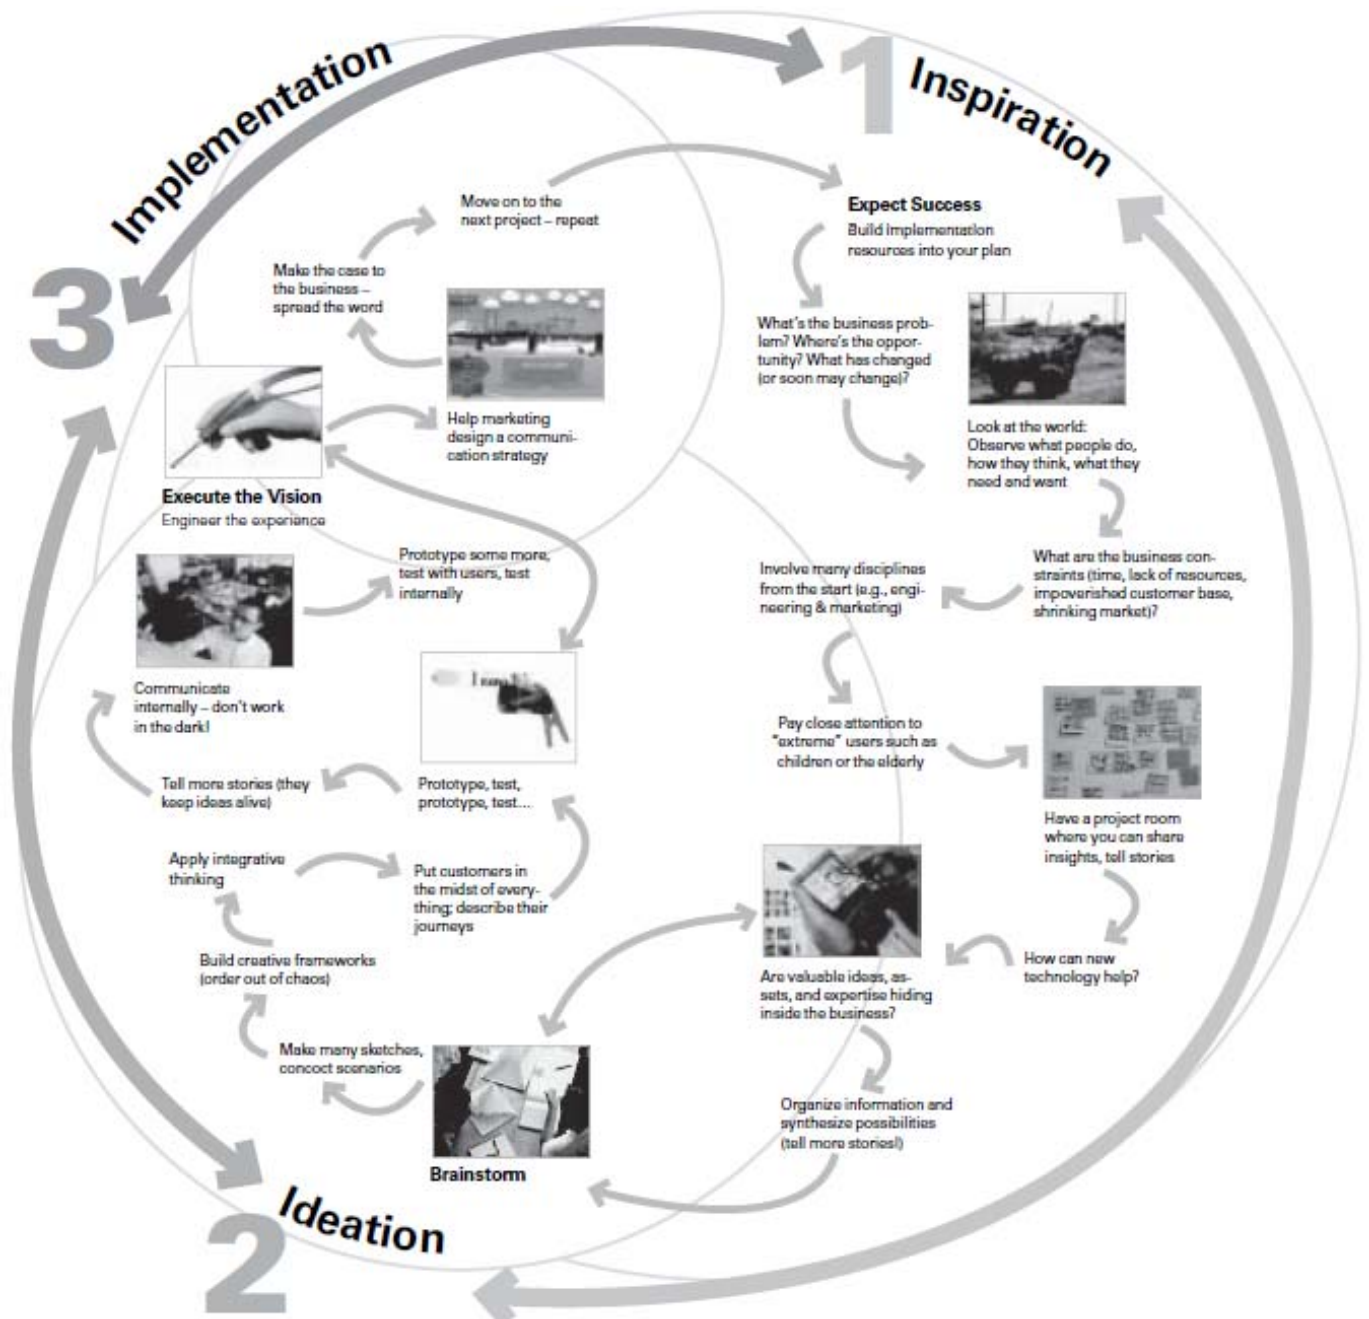 1
Inspiration
Expect Success
Build implementation
resources into your plan
What's the business prob-
lem? Where's the oppor-
tunity? What has changed
(or soon may change)?
Look at the world:
Observe what people do,
how they think, what they
need and want
What are the business con-
straints (time, lack of resources,
impoverished customer base,
shrinking market)?
Involve many disciplines
from the start (e.g., engi-
neering & marketing)
Pay close attention to
"extreme" users such as
children or the elderly
Have a project room
where you can share
insights, tell stories
How can new
technology help?
Are valuable ideas, as-
sets, and expertise hiding
inside the business?
Organize information and
synthesize possibilities
(tell more stories!)
2
Ideation
Brainstorm
Make many sketches,
concoct scenarios
Build creative frameworks
(order out of chaos)
Apply integrative
thinking
Put customers in
the midst of every-
thing; describe their
journeys
Prototype, test,
prototype, test...
Tell more stories (they
keep ideas alive)
Communicate
internally – don't work
in the dark!
Prototype some more,
test with users, test
internally
3
Implementation
Execute the Vision
Engineer the experience
Help marketing
design a communi-
cation strategy
Make the case to
the business –
spread the word
Move on to the
next project – repeat